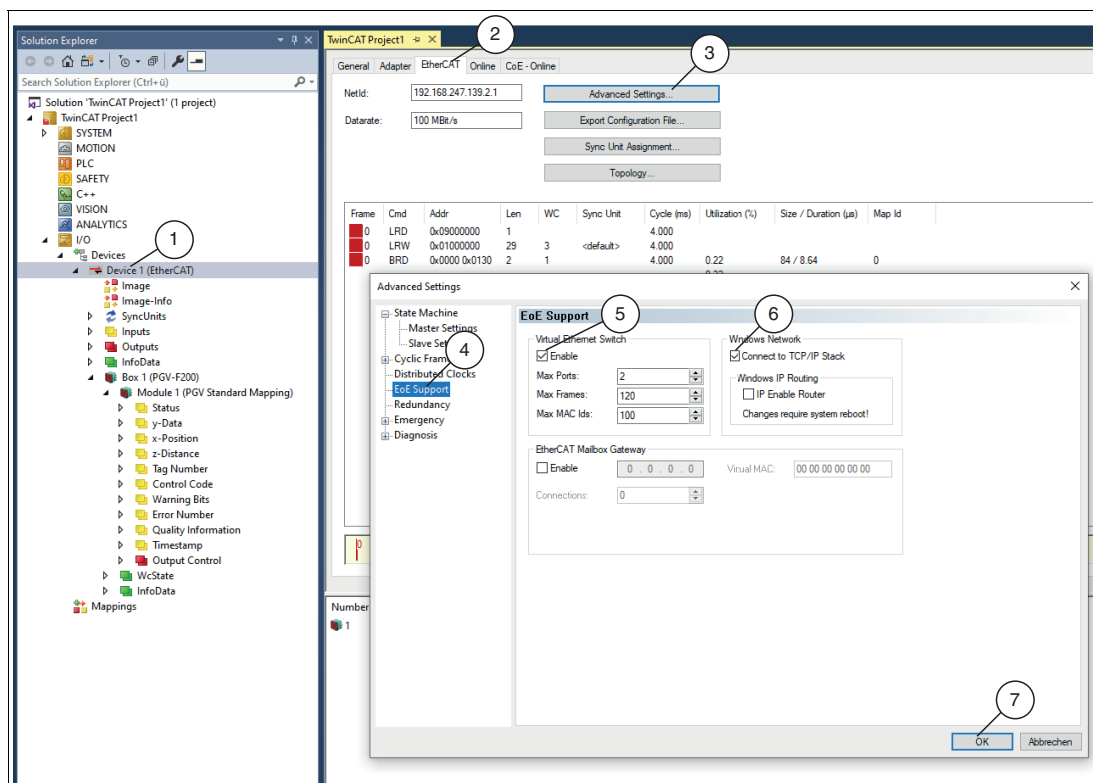 Solution Explorer
Search Solution Explorer (Ctrl+ü)
Solution 'TwinCAT Project1' (1 project)
TwinCAT Project1
SYSTEM
MOTION
PLC
SAFETY
C++
VISION
ANALYTICS
1
I/O
Devices
Device 1 (EtherCAT)
Image
Image-Info
SyncUnits
Inputs
Outputs
InfoData
Box 1 (PGV-F200)
Module 1 (PGV Standard Mapping)
Status
y-Data
x-Position
z-Distance
Tag Number
Control Code
Warning Bits
Error Number
Quality Information
Timestamp
Output Control
WcState
InfoData
Mappings
TwinCAT Project1
2
3
General Adapter EtherCAT Online CoE - Online
NetId: 192.168.247.139.2.1 Advanced Settings...
Datarate: 100 MBit/s Export Configuration File...
Sync Unit Assignment...
Topology...
Frame Cmd Addr Len WC Sync Unit Cycle (ms) Utilization (%) Size / Duration (µs) Map Id
0 LRD 0x09000000 1 4.000
0 LRW 0x01000000 29 3 <default> 4.000
0 BRD 0x0000 0x0130 2 1 4.000 0.22 84 / 8.64 0
0
Number
1
Advanced Settings
State Machine
Master Settings
Slave Set
4
Cyclic Fram
Distributed Clocks
EoE Support
Redundancy
Emergency
Diagnosis
EoE Support
5
6
Virtual Ethernet Switch
Enable
Max Ports: 2
Max Frames: 120
Max MAC Ids: 100
Windows Network
Connect to TCP/IP Stack
Windows IP Routing
IP Enable Router
Changes require system reboot!
EtherCAT Mailbox Gateway
Enable 0 . 0 . 0 . 0 Virual MAC: 00 00 00 00 00 00
Connections: 0
7
OK Abbrechen